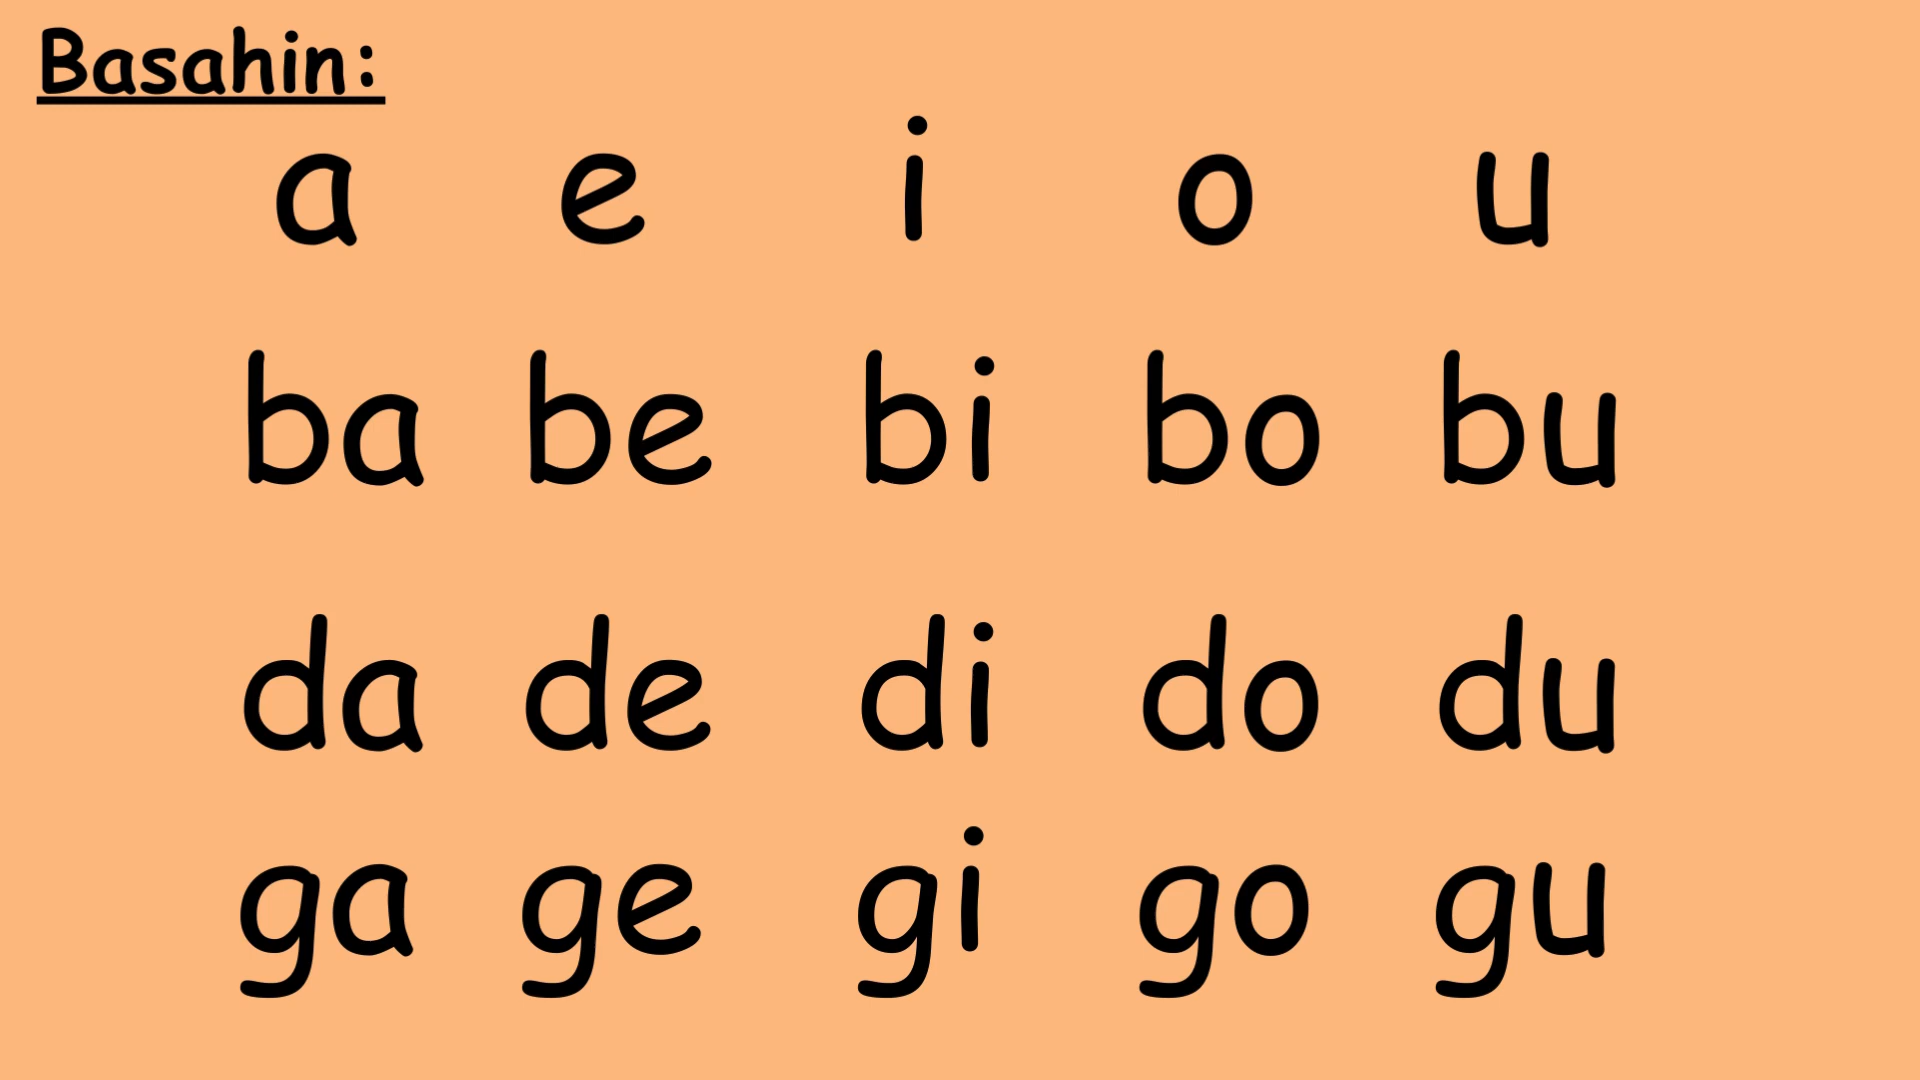 Basahin:
a e i o u
ba be bi bo bu
da de di do du
ga ge gi go gu